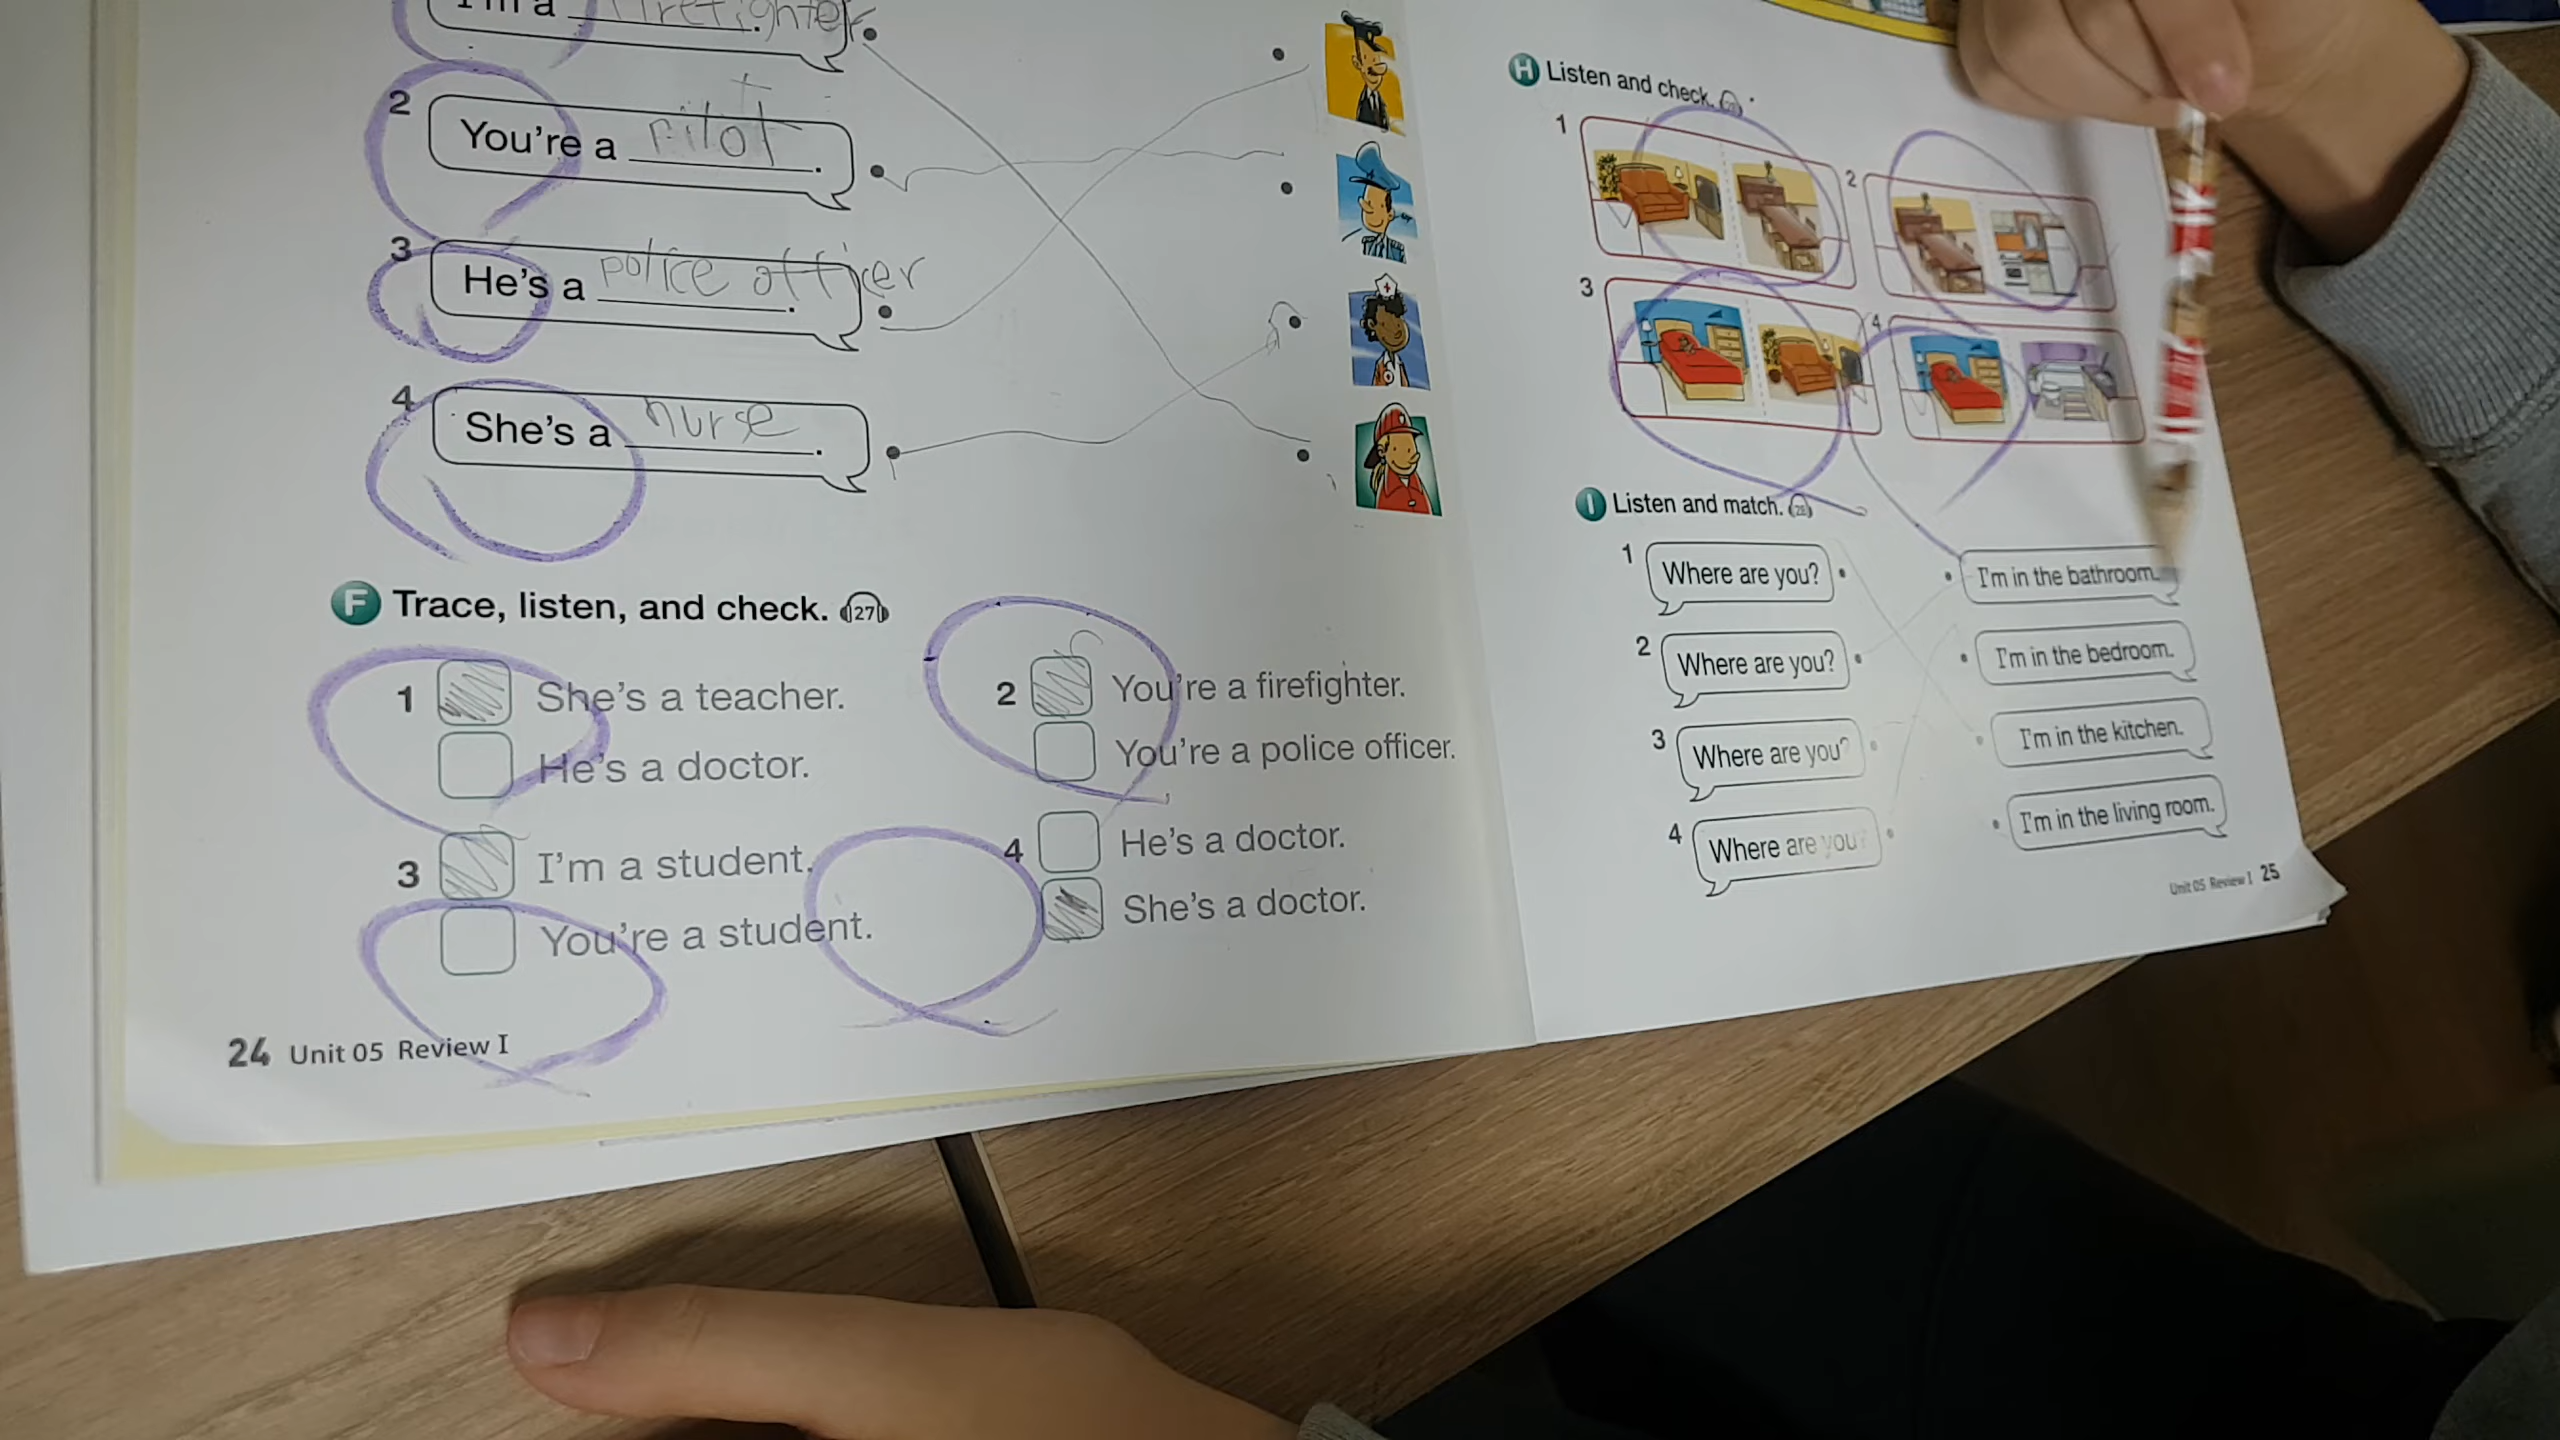 I'm a firefighter.
2 You're a pilot.
3 He's a police officer.
4 She's a nurse.
F Trace, listen, and check. 27
1 She's a teacher.
He's a doctor.
2 You're a firefighter.
You're a police officer.
3 I'm a student.
You're a student.
4 He's a doctor.
She's a doctor.
24 Unit 05 Review I
H Listen and check.
1
2
3
4
I Listen and match. 28
1 Where are you?
2 Where are you?
3 Where are you?
4 Where are you?
I'm in the bathroom.
I'm in the bedroom.
I'm in the kitchen.
I'm in the living room.
Unit 05 Review I 25